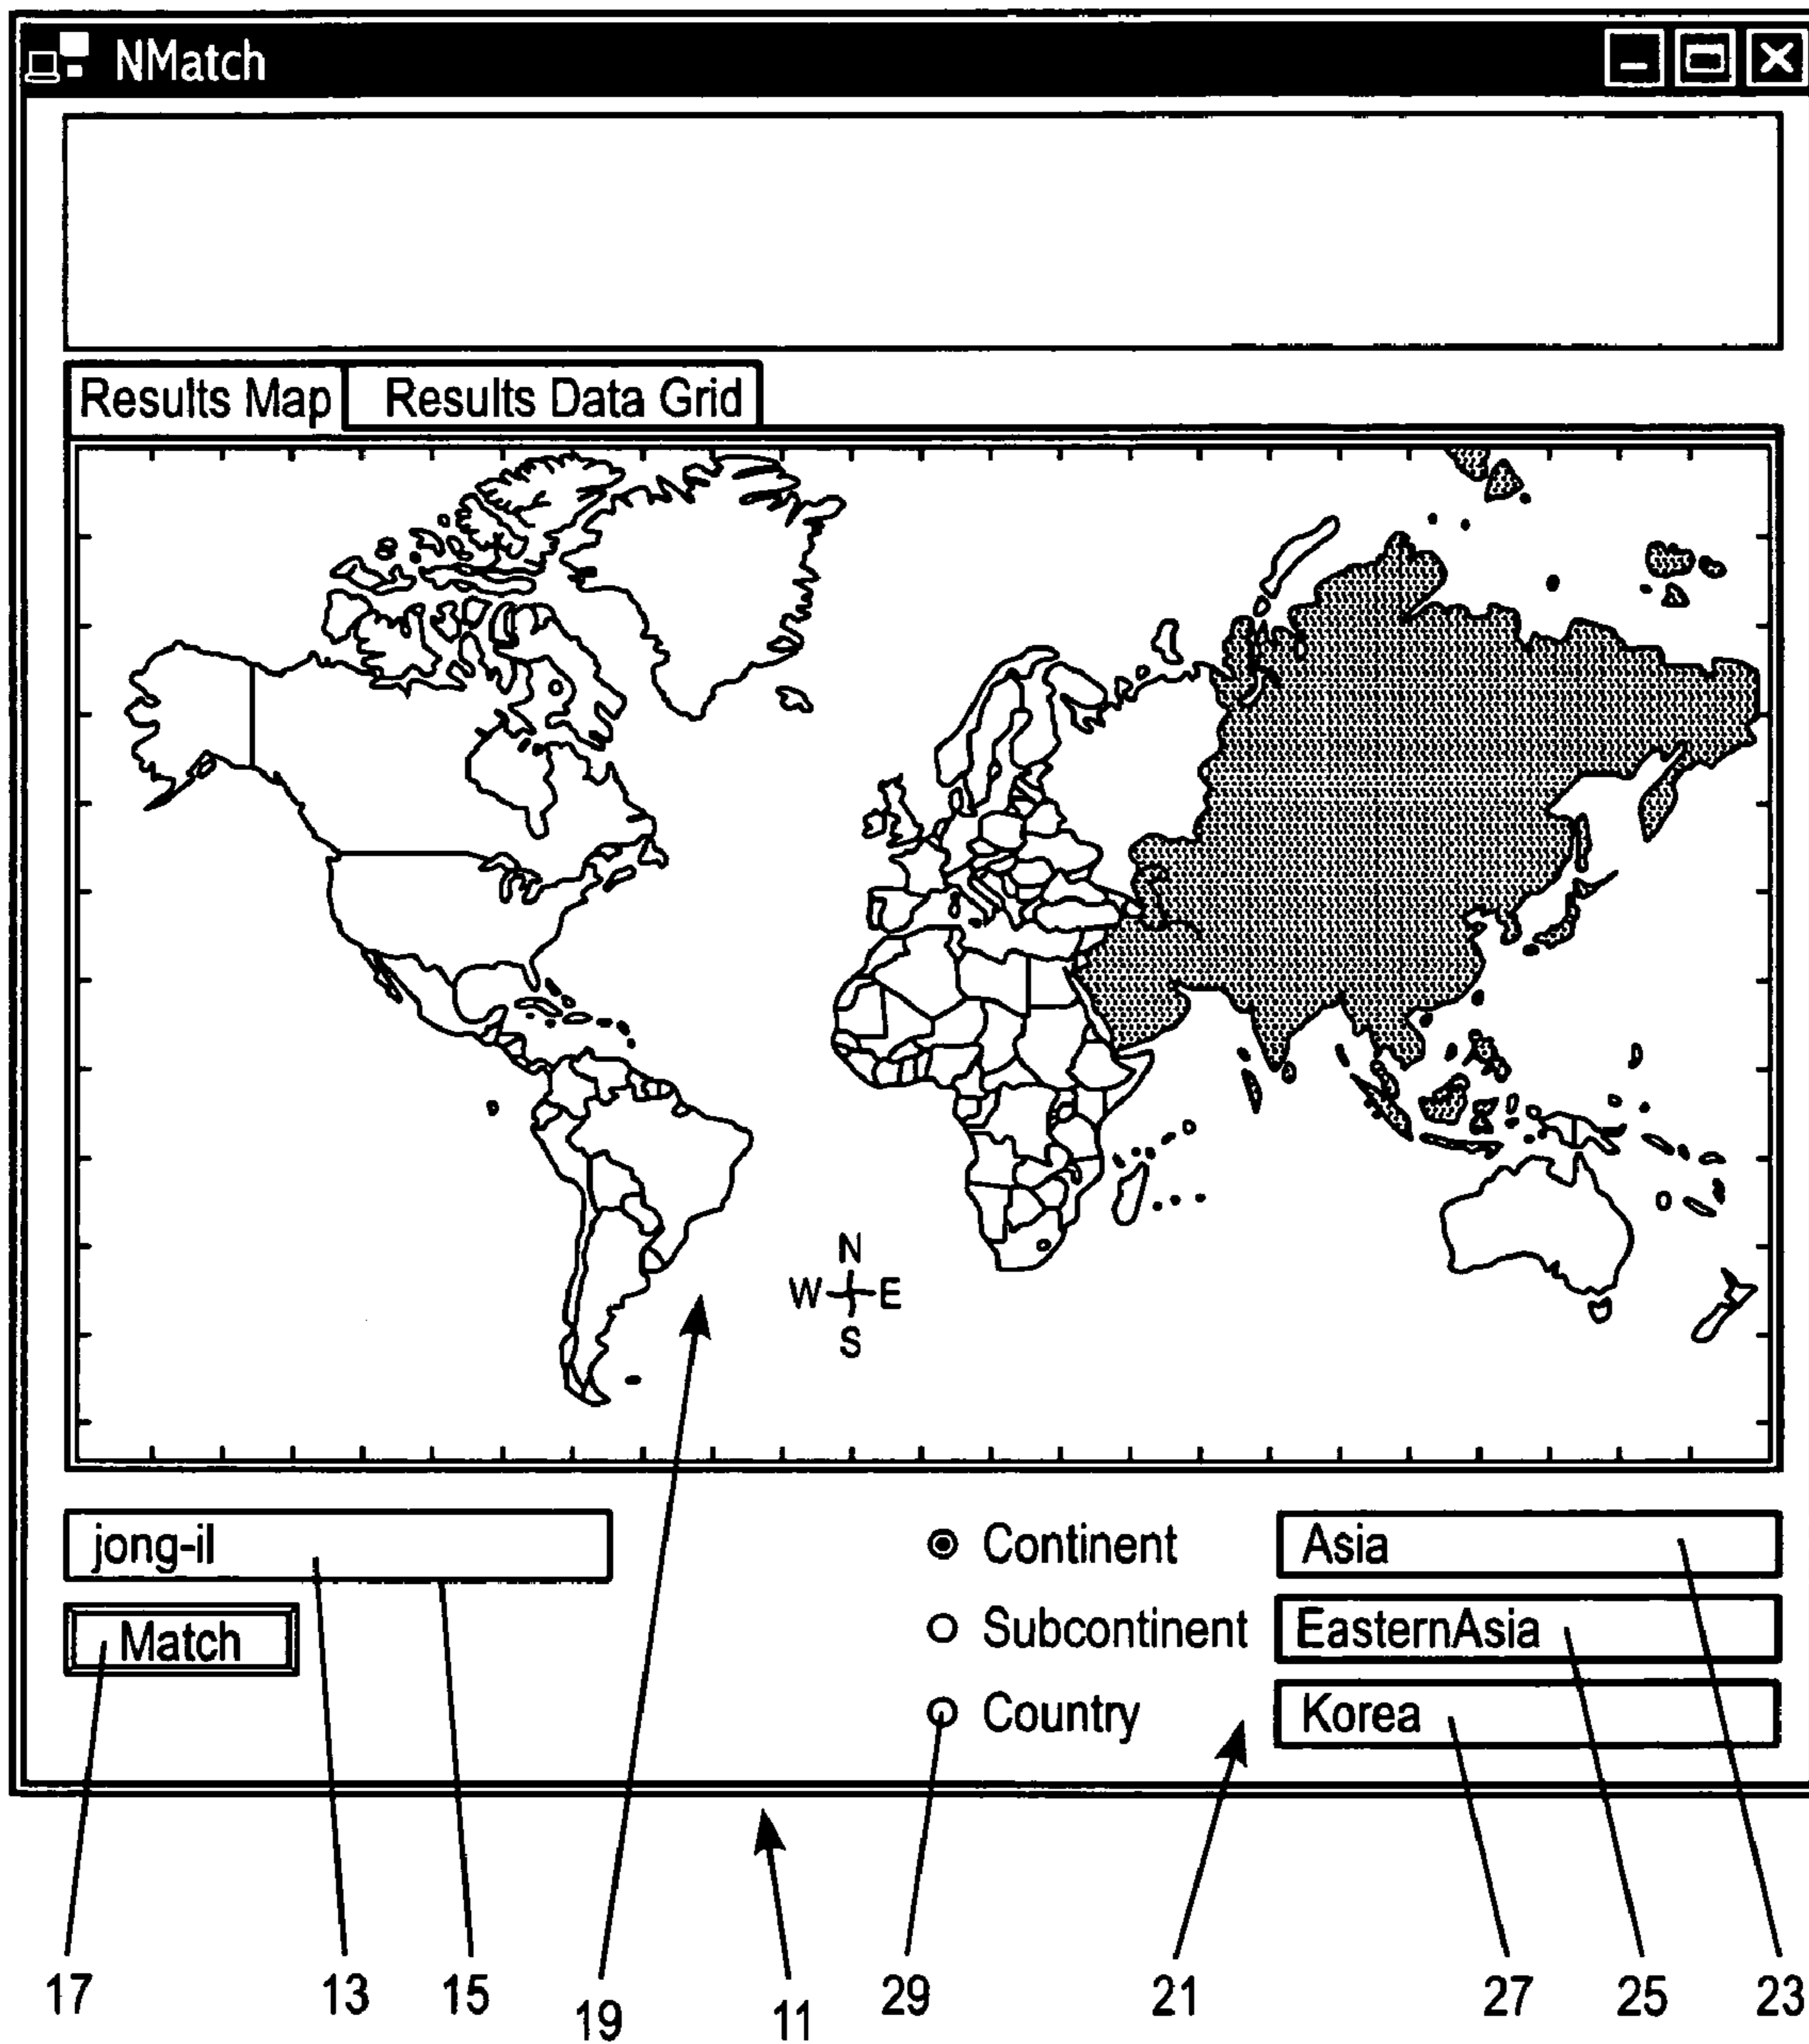 NMatch
Results Map Results Data Grid
N
W E
S
jong-il Continent Asia
Match Subcontinent EasternAsia
Country Korea
17 13 15 19 11 29 21 27 25 23